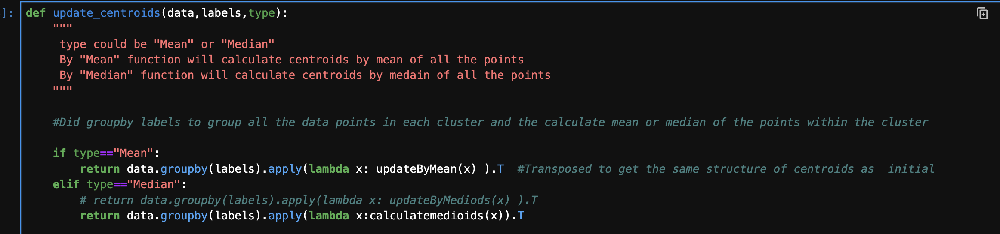 ]:
def update_centroids(data,labels,type):
"""
type could be "Mean" or "Median"
By "Mean" function will calculate centroids by mean of all the points
By "Median" function will calculate centroids by medain of all the points
"""
#Did groupby labels to group all the data points in each cluster and the calculate mean or median of the points within the cluster
if type=="Mean":
return data.groupby(labels).apply(lambda x: updateByMean(x) ).T  #Transposed to get the same structure of centroids as  initial
elif type=="Median":
# return data.groupby(labels).apply(lambda x: updateByMediods(x) ).T
return data.groupby(labels).apply(lambda x:calculatemedioids(x)).T